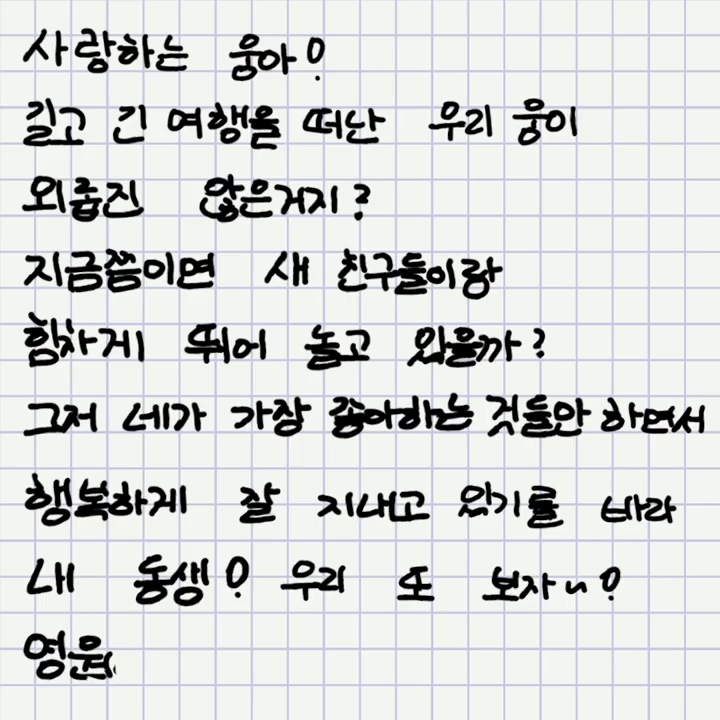 사랑하는 웅아!
길고 긴 여행을 떠난 우리 웅이
외롭진 않은거지?
지금쯤이면 새 친구들이랑
힘차게 뛰어 놀고 있을까?
그저 네가 가장 좋아하는 것들만 하면서
행복하게 잘 지내고 있기를 바라
내 동생! 우리 또 보자~!